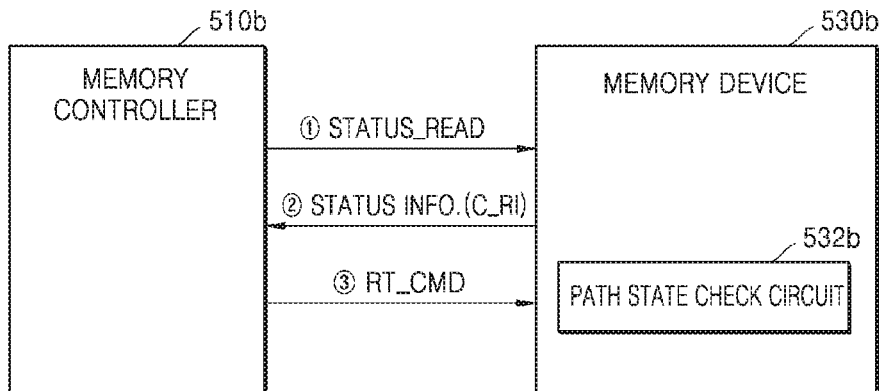 510b
530b
MEMORY
CONTROLLER
MEMORY DEVICE
① STATUS_READ
② STATUS INFO.(C_RI)
532b
③ RT_CMD
PATH STATE CHECK CIRCUIT